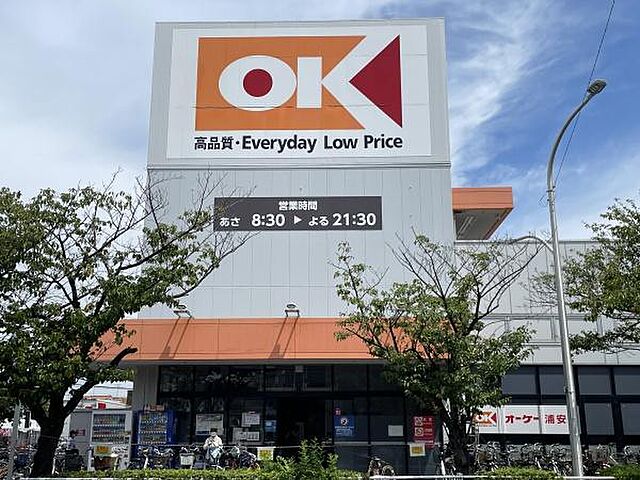 OK
高品質・Everyday Low Price
営業時間
あさ 8:30 ▶ よる 21:30
OK オーケー浦安